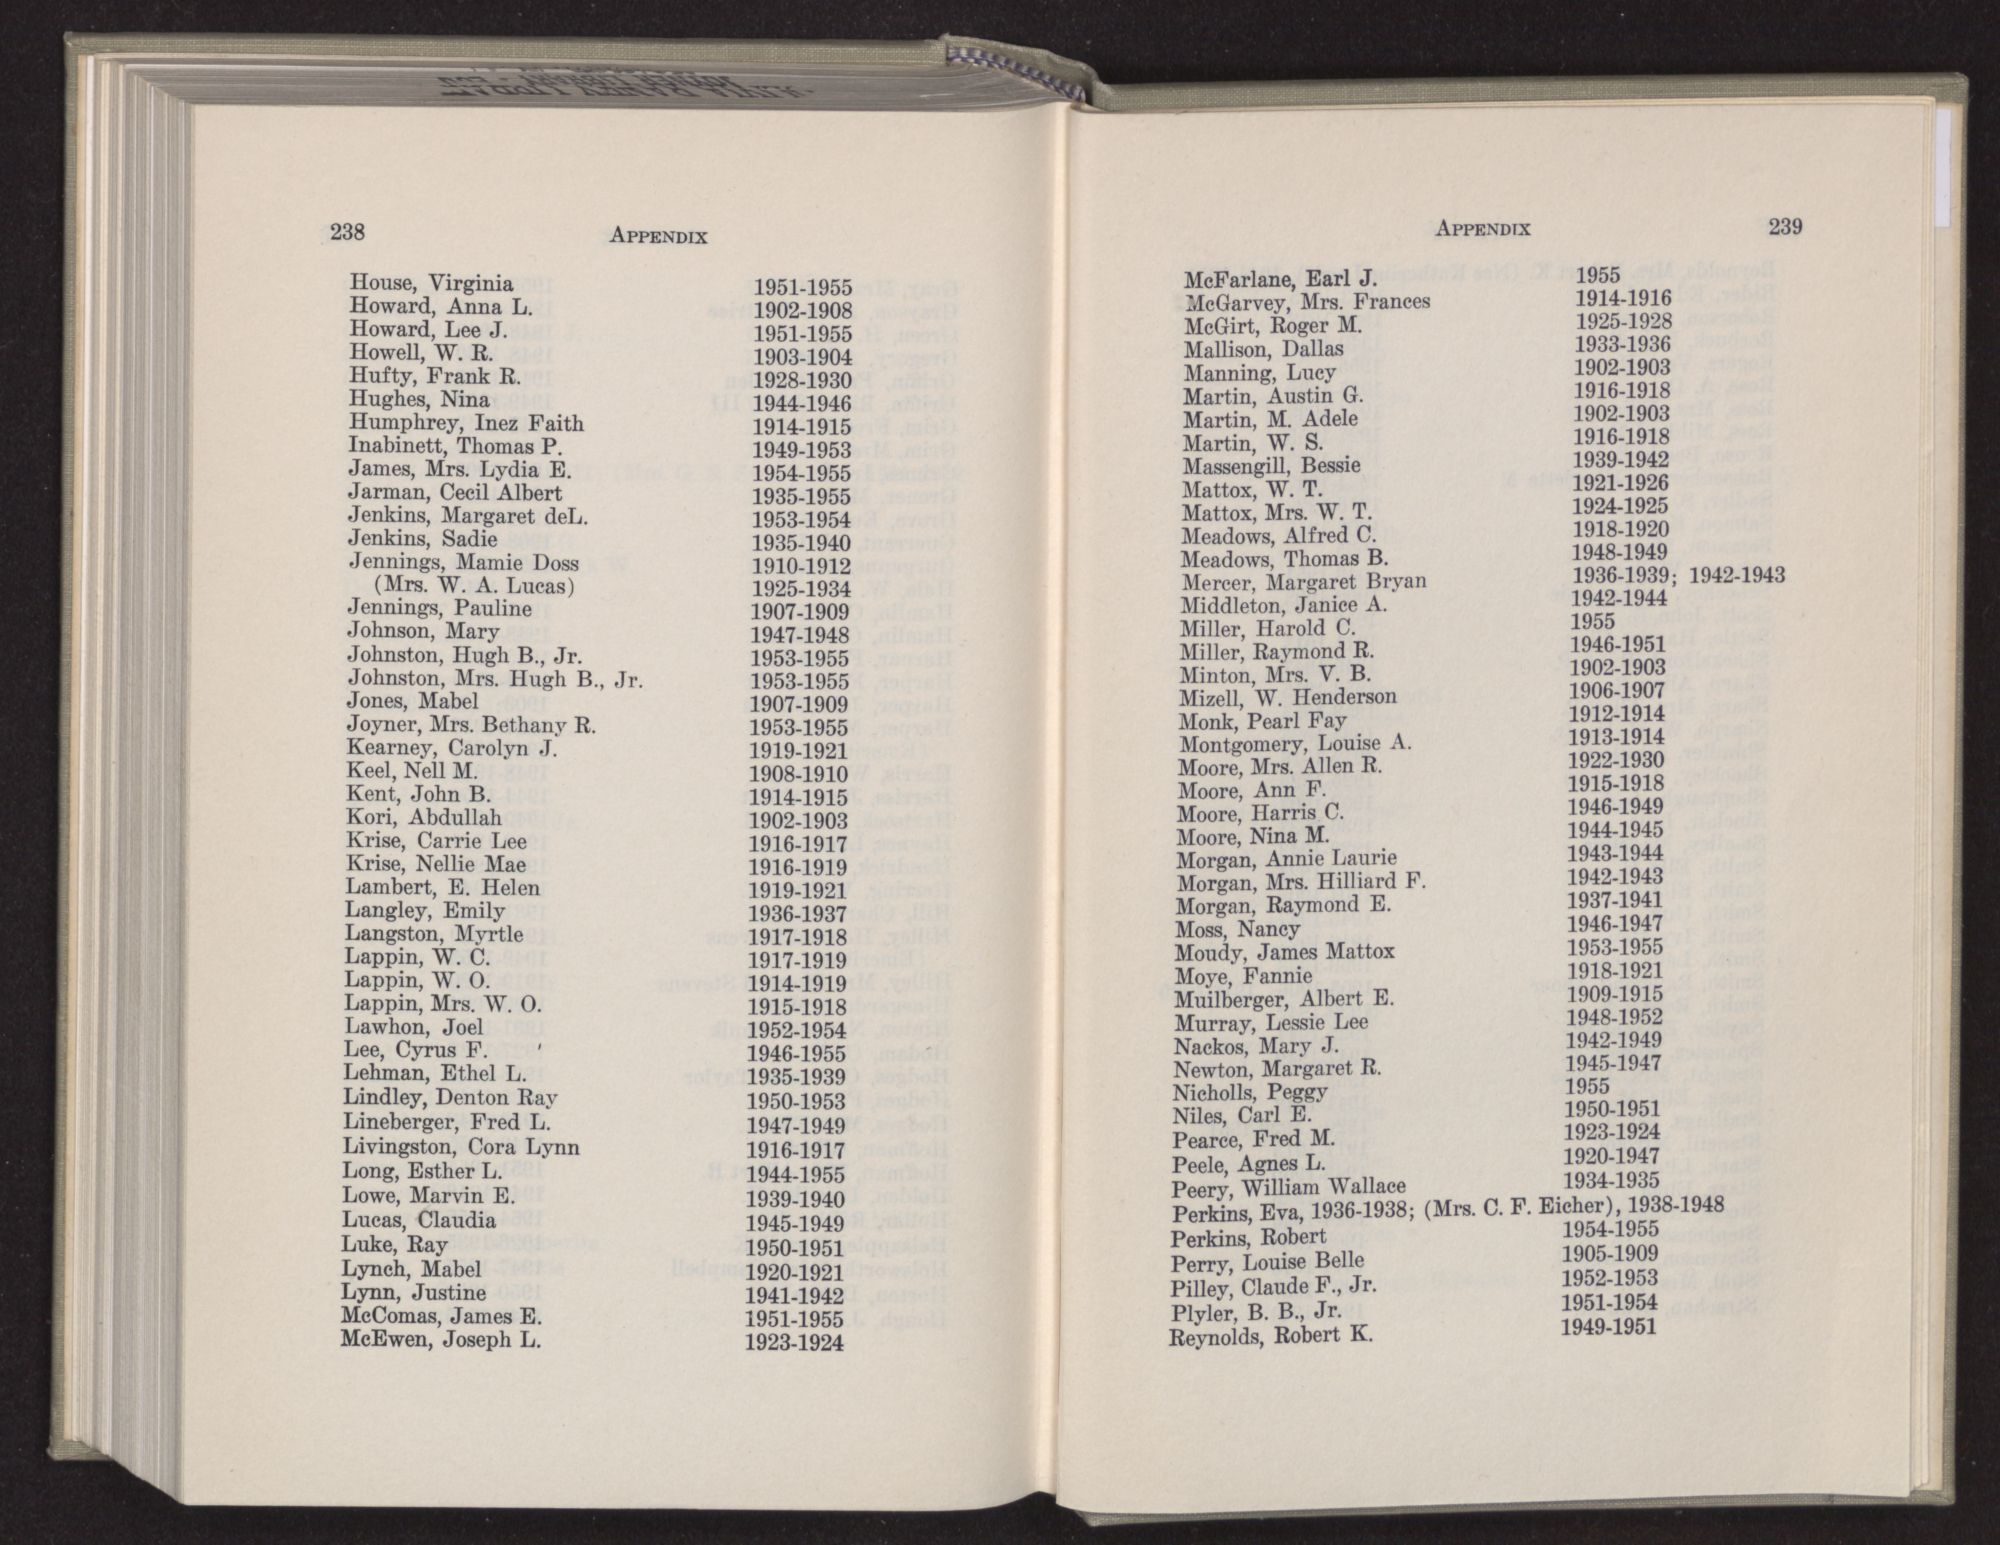 238 APPENDIX
House, Virginia 1951-1955
Howard, Anna L. 1902-1908
Howard, Lee J. 1951-1955
Howell, W. R. 1903-1904
Hufty, Frank R. 1928-1930
Hughes, Nina 1944-1946
Humphrey, Inez Faith 1914-1915
Inabinett, Thomas P. 1949-1953
James, Mrs. Lydia E. 1954-1955
Jarman, Cecil Albert 1935-1955
Jenkins, Margaret deL. 1953-1954
Jenkins, Sadie 1935-1940
Jennings, Mamie Doss 1910-1912
(Mrs. W. A. Lucas) 1925-1934
Jennings, Pauline 1907-1909
Johnson, Mary 1947-1948
Johnston, Hugh B., Jr. 1953-1955
Johnston, Mrs. Hugh B., Jr. 1953-1955
Jones, Mabel 1907-1909
Joyner, Mrs. Bethany R. 1953-1955
Kearney, Carolyn J. 1919-1921
Keel, Nell M. 1908-1910
Kent, John B. 1914-1915
Kori, Abdullah 1902-1903
Krise, Carrie Lee 1916-1917
Krise, Nellie Mae 1916-1919
Lambert, E. Helen 1919-1921
Langley, Emily 1936-1937
Langston, Myrtle 1917-1918
Lappin, W. C. 1917-1919
Lappin, W. O. 1914-1919
Lappin, Mrs. W. O. 1915-1918
Lawhon, Joel 1952-1954
Lee, Cyrus F. 1946-1955
Lehman, Ethel L. 1935-1939
Lindley, Denton Ray 1950-1953
Lineberger, Fred L. 1947-1949
Livingston, Cora Lynn 1916-1917
Long, Esther L. 1944-1955
Lowe, Marvin E. 1939-1940
Lucas, Claudia 1945-1949
Luke, Ray 1950-1951
Lynch, Mabel 1920-1921
Lynn, Justine 1941-1942
McComas, James E. 1951-1955
McEwen, Joseph L. 1923-1924
APPENDIX 239
McFarlane, Earl J. 1955
McGarvey, Mrs. Frances 1914-1916
McGirt, Roger M. 1925-1928
Mallison, Dallas 1933-1936
Manning, Lucy 1902-1903
Martin, Austin G. 1916-1918
Martin, M. Adele 1902-1903
Martin, W. S. 1916-1918
Massengill, Bessie 1939-1942
Mattox, W. T. 1921-1926
Mattox, Mrs. W. T. 1924-1925
Meadows, Alfred C. 1918-1920
Meadows, Thomas B. 1948-1949
Mercer, Margaret Bryan 1936-1939; 1942-1943
Middleton, Janice A. 1942-1944
Miller, Harold C. 1955
Miller, Raymond R. 1946-1951
Minton, Mrs. V. B. 1902-1903
Mizell, W. Henderson 1906-1907
Monk, Pearl Fay 1912-1914
Montgomery, Louise A. 1913-1914
Moore, Mrs. Allen R. 1922-1930
Moore, Ann F. 1915-1918
Moore, Harris C. 1946-1949
Moore, Nina M. 1944-1945
Morgan, Annie Laurie 1943-1944
Morgan, Mrs. Hilliard F. 1942-1943
Morgan, Raymond E. 1937-1941
Moss, Nancy 1946-1947
Moudy, James Mattox 1953-1955
Moye, Fannie 1918-1921
Muilberger, Albert E. 1909-1915
Murray, Lessie Lee 1948-1952
Nackos, Mary J. 1942-1949
Newton, Margaret R. 1945-1947
Nicholls, Peggy 1955
Niles, Carl E. 1950-1951
Pearce, Fred M. 1923-1924
Peele, Agnes L. 1920-1947
Peery, William Wallace 1934-1935
Perkins, Eva, 1936-1938; (Mrs. C. F. Eicher), 1938-1948
Perkins, Robert 1954-1955
Perry, Louise Belle 1905-1909
Pilley, Claude F., Jr. 1952-1953
Plyler, B. B., Jr. 1951-1954
Reynolds, Robert K. 1949-1951